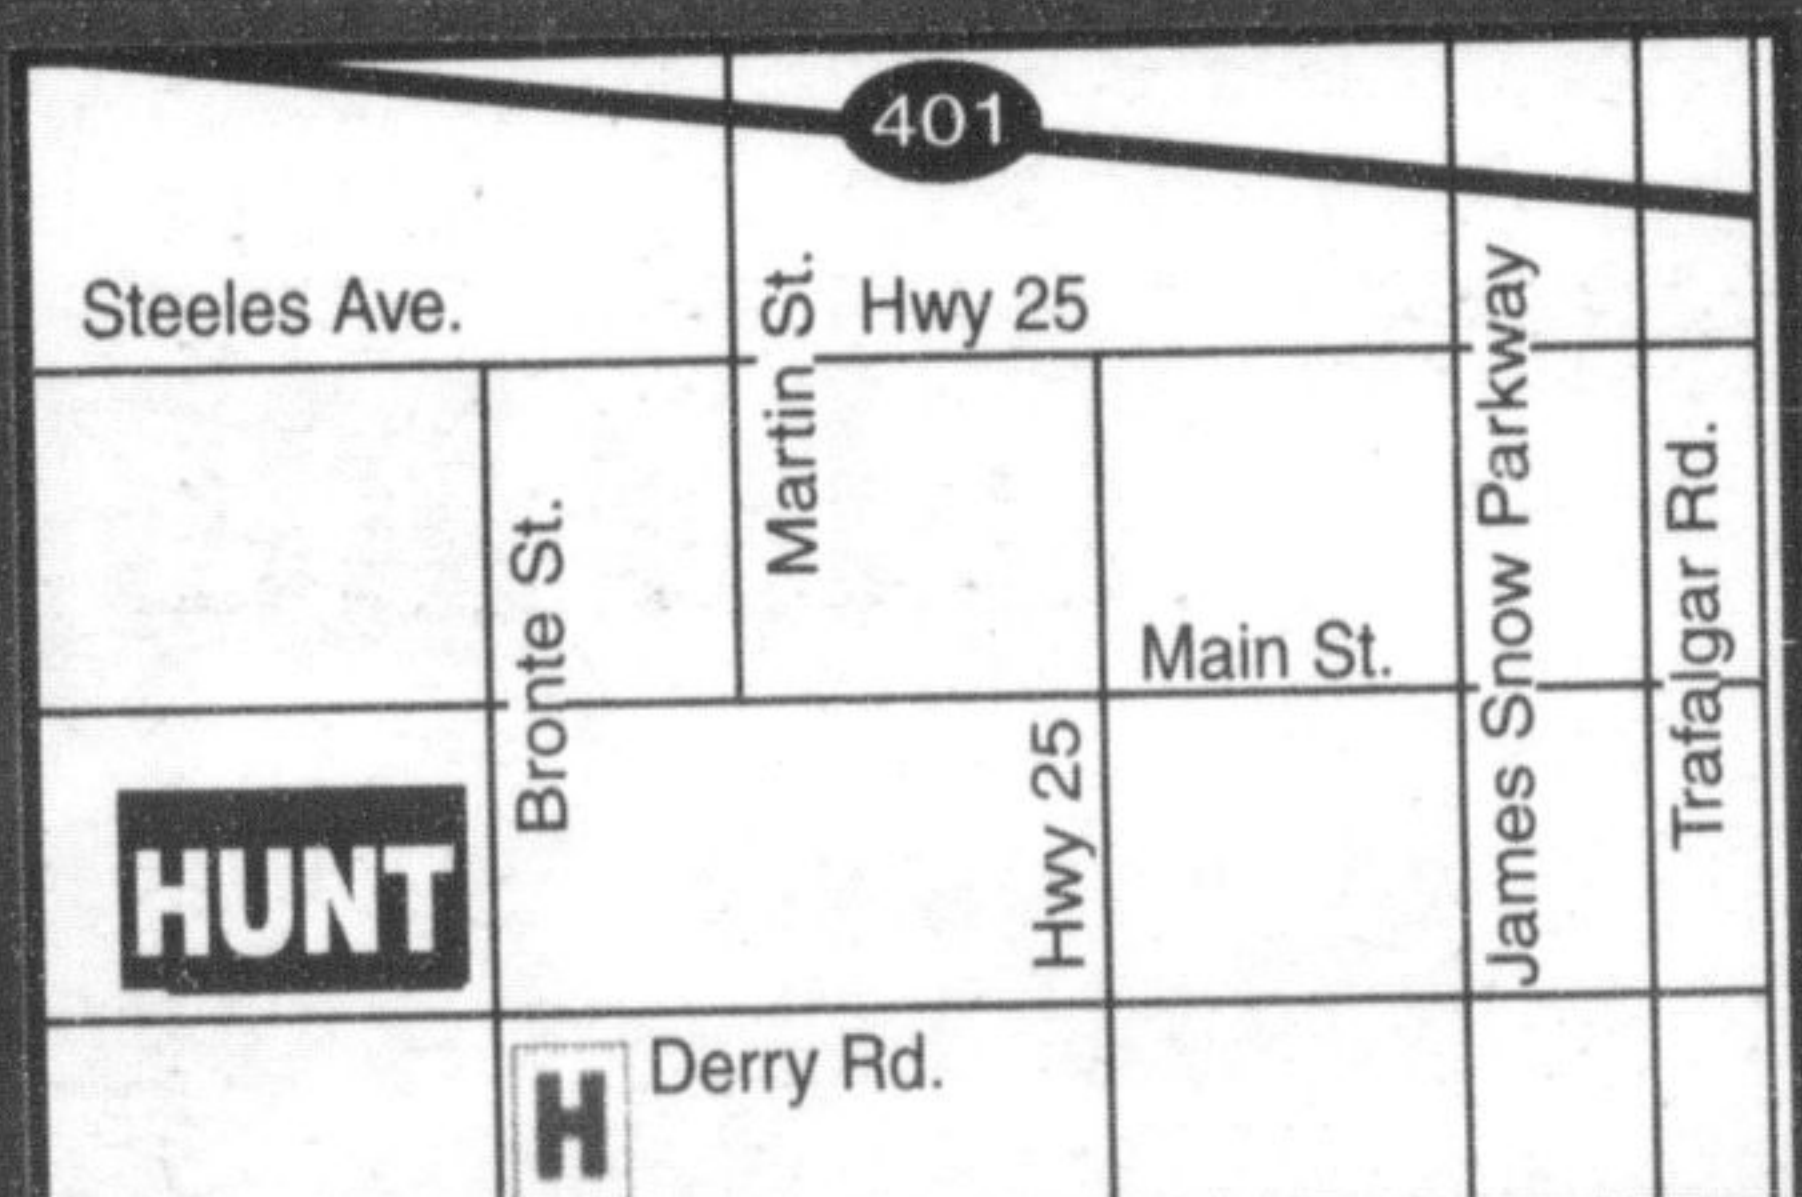 401
Steeles Ave.
Martin St.
Hwy 25
James Snow Parkway
Trafalgar Rd.
Bronte St.
Main St.
Hwy 25
HUNT
Derry Rd.
H